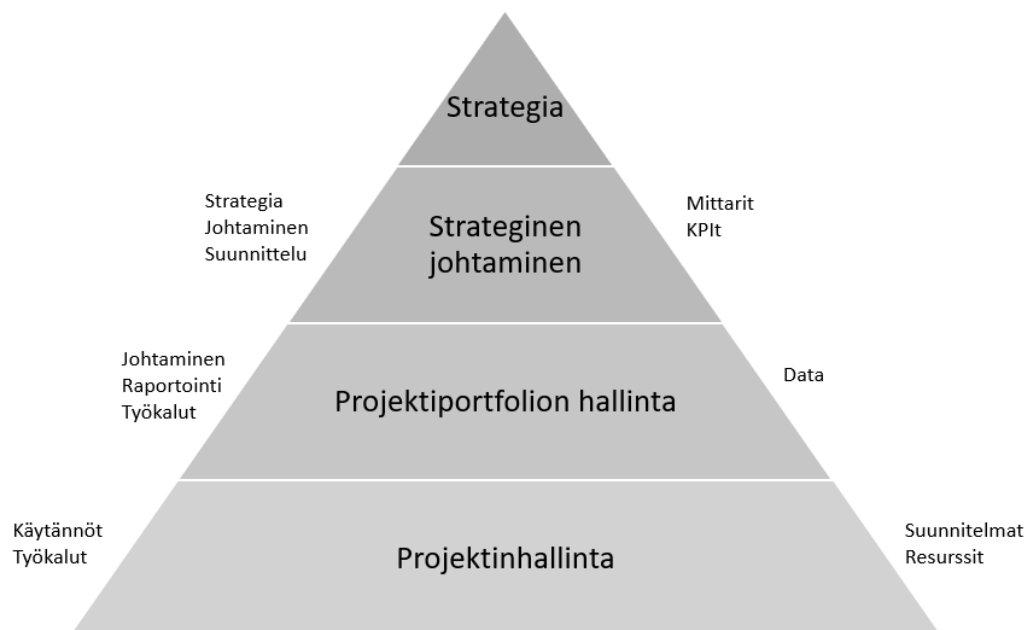 Strategia
Strategia
Johtaminen
Suunnittelu
Strateginen
johtaminen
Mittarit
KPIt
Johtaminen
Raportointi
Työkalut
Projektiportfolion hallinta
Data
Käytännöt
Työkalut
Projektinhallinta
Suunnitelmat
Resurssit